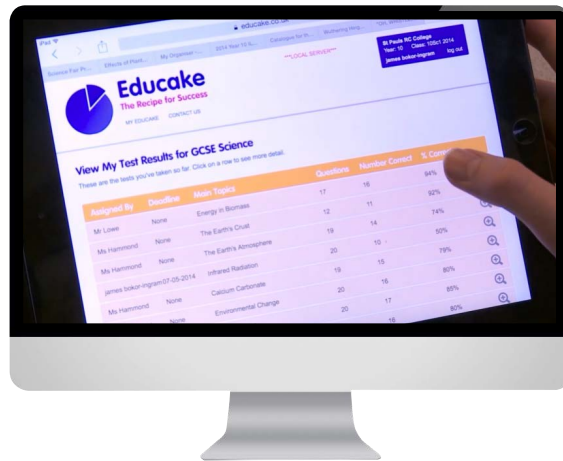 iPad
educake.co.uk
Science Fair Pr... Effects of Plant... My Organiser -... 2014 Year 12 S... Wuthering Heig...
***LOCAL SERVER***
St Pauls RC College
Year: 10 Class: 10Sc1 2014
james bokor-ingram log out
Educake
The Recipe for Success
MY EDUCAKE CONTACT US
View My Test Results for GCSE Science
These are the tests you've taken so far. Click on a row to see more detail.
Assigned By Deadline Main Topics Questions Number Correct % Corr
Mr Lowe None Energy in Biomass 17 16 94%
Ms Hammond None The Earth's Crust 12 11 92%
Ms Hammond None The Earth's Atmosphere 19 14 74%
james bokor-ingram 07-05-2014 Infrared Radiation 20 10 50%
Ms Hammond None Calcium Carbonate 19 15 79%
None Environmental Change 20 16 80%
20 17 85%
16 80%